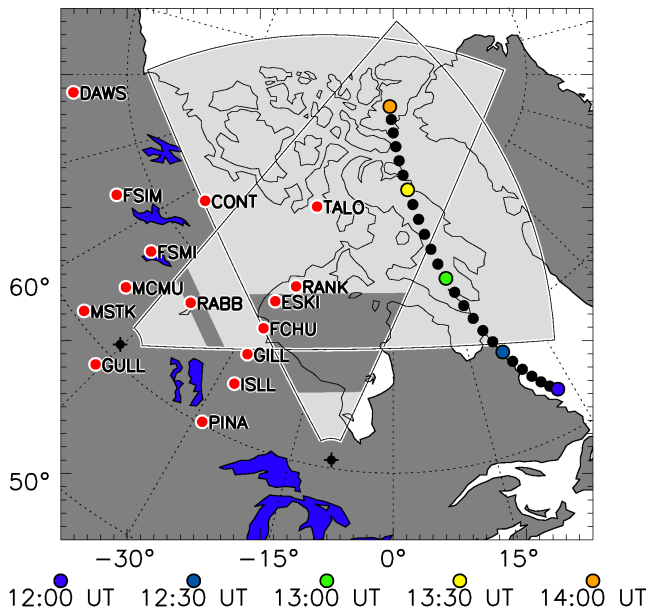 DAWS
FSIM
CONT
TALO
FSMI
MCMU
RANK
60°
RABB
ESKI
MSTK
FCHU
GILL
GULL
ISLL
PINA
50°
−30°
−15°
0°
15°
12:00 UT
12:30 UT
13:00 UT
13:30 UT
14:00 UT